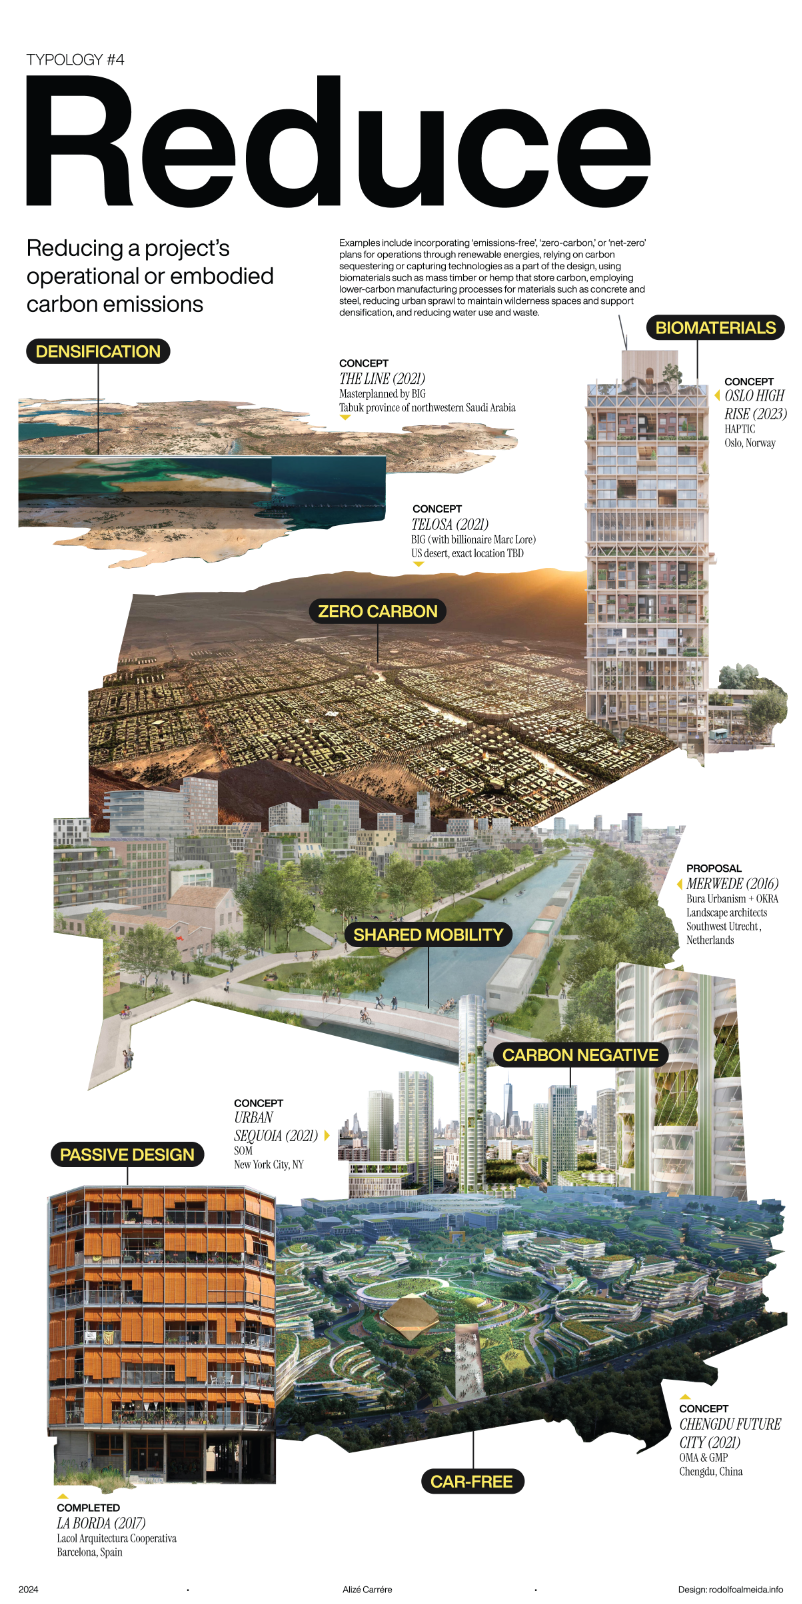 TYPOLOGY #4
Reduce
Reducing a project's
operational or embodied
carbon emissions
Examples include incorporating 'emissions-free', 'zero-carbon,' or 'net-zero'
plans for operations through renewable energies, relying on carbon
sequestering or capturing technologies as a part of the design, using
biomaterials such as mass timber or hemp that store carbon, employing
lower-carbon manufacturing processes for materials such as concrete and
steel, reducing urban sprawl to maintain wilderness spaces and support
densification, and reducing water use and waste.
BIOMATERIALS
DENSIFICATION
CONCEPT
THE LINE (2021)
Masterplanned by BIG
Tabuk province of northwestern Saudi Arabia
CONCEPT
OSLO HIGH
RISE (2023)
HAPTIC
Oslo, Norway
CONCEPT
TELOSA (2021)
BIG (with billionaire Marc Lore)
US desert, exact location TBD
ZERO CARBON
PROPOSAL
MERWEDE (2016)
Bura Urbanism + OKRA
Landscape architects
Southwest Utrecht,
Netherlands
SHARED MOBILITY
CARBON NEGATIVE
CONCEPT
URBAN
SEQUOIA (2021)
SOM
New York City, NY
PASSIVE DESIGN
CONCEPT
CHENGDU FUTURE
CITY (2021)
OMA & GMP
Chengdu, China
CAR-FREE
COMPLETED
LA BORDA (2017)
Lacol Arquitectura Cooperativa
Barcelona, Spain
2024 • Alizé Carrére • Design: rodolfoalmeida.info